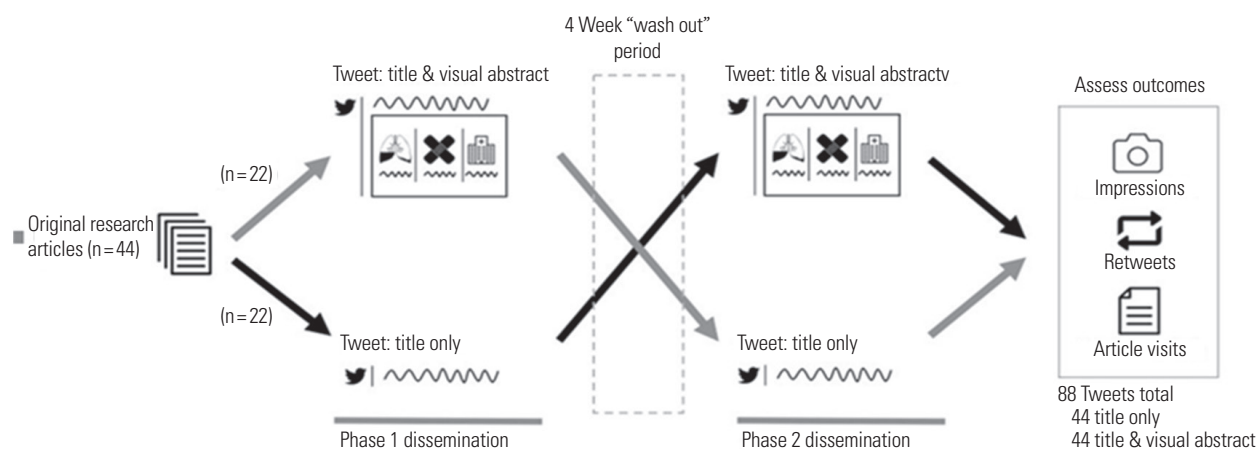 4 Week “wash out”
period
Tweet: title & visual abstract
Tweet: title & visual abstractv
Assess outcomes
(n=22)
Impressions
Original research
articles (n=44)
Retweets
(n=22)
Tweet: title only
Tweet: title only
Article visits
88 Tweets total
44 title only
44 title & visual abstract
Phase 1 dissemination
Phase 2 dissemination